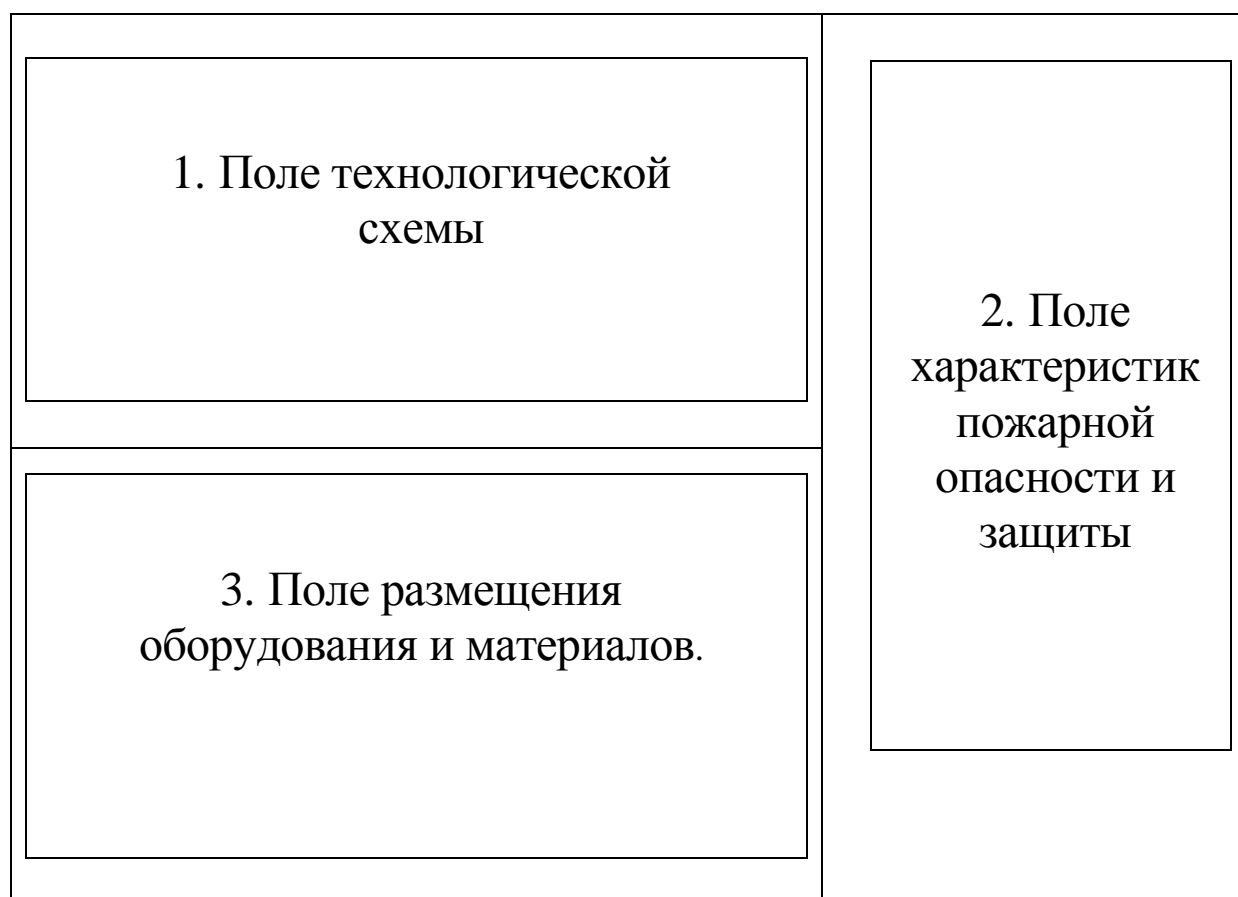 1. Поле технологической
схемы
2. Поле
характеристик
пожарной
опасности и
защиты
3. Поле размещения
оборудования и материалов.